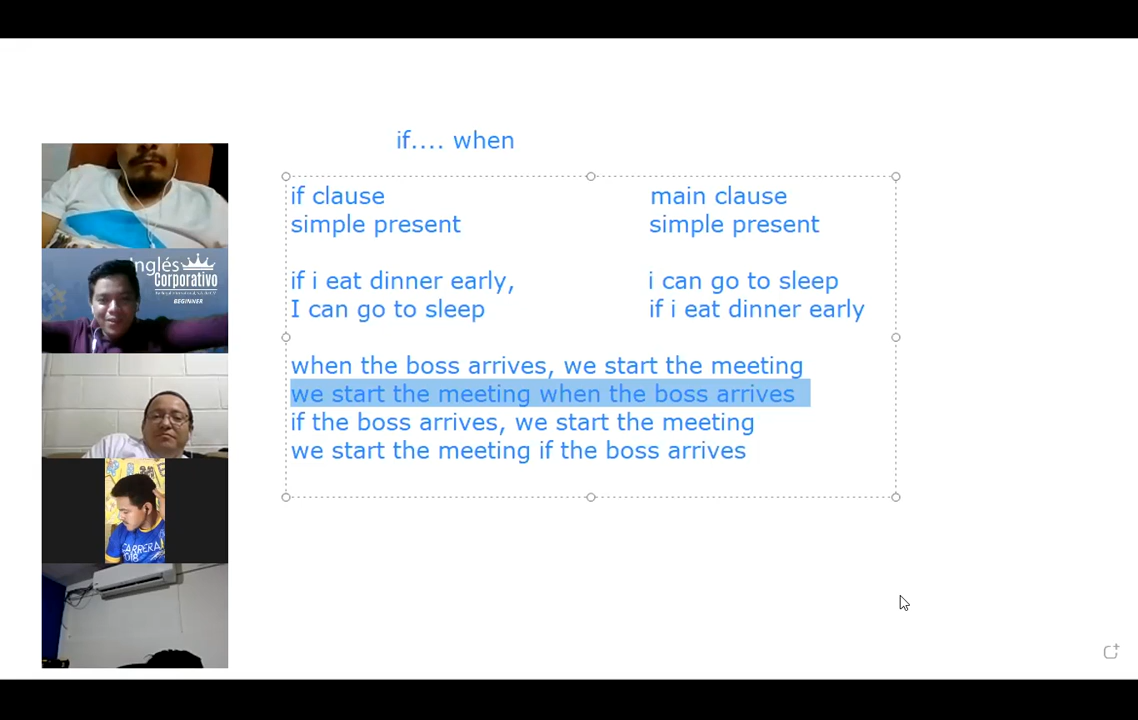 if.... when
if clause main clause
simple present simple present
if i eat dinner early, i can go to sleep
I can go to sleep if i eat dinner early
when the boss arrives, we start the meeting
we start the meeting when the boss arrives
if the boss arrives, we start the meeting
we start the meeting if the boss arrives
Inglés
Corporativo
BEGINNER
CARRERA
2018